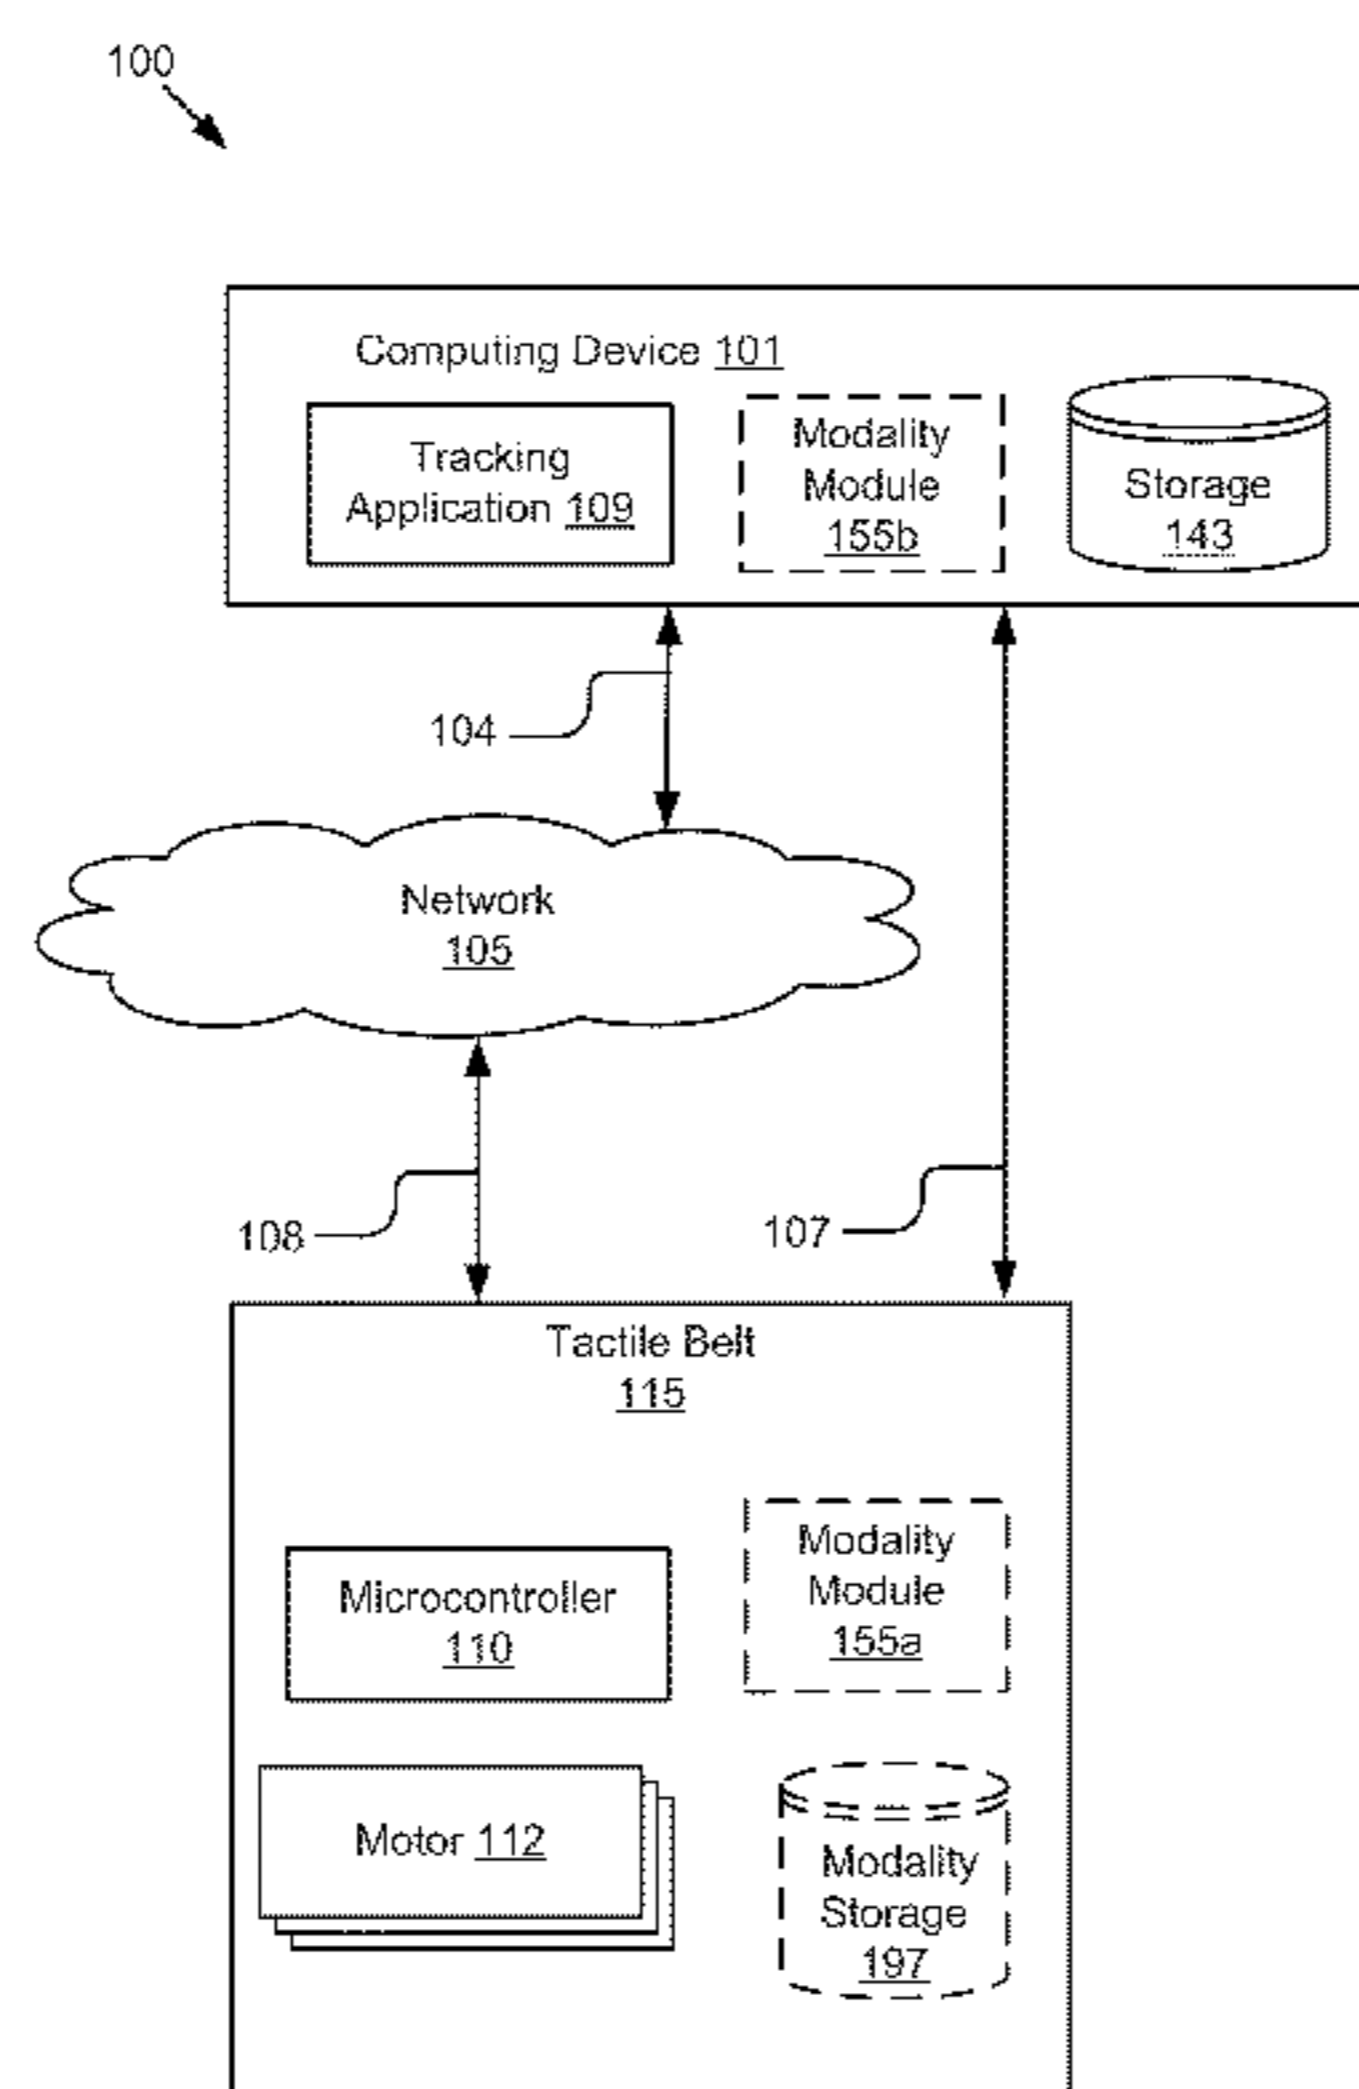 100
Computing Device 101
Tracking
Application 109
Modality
Module
155b
Storage
143
104
Network
105
108
107
Tactile Belt
115
Microcontroller
110
Modality
Module
155a
Motor 112
Modality
Storage
197